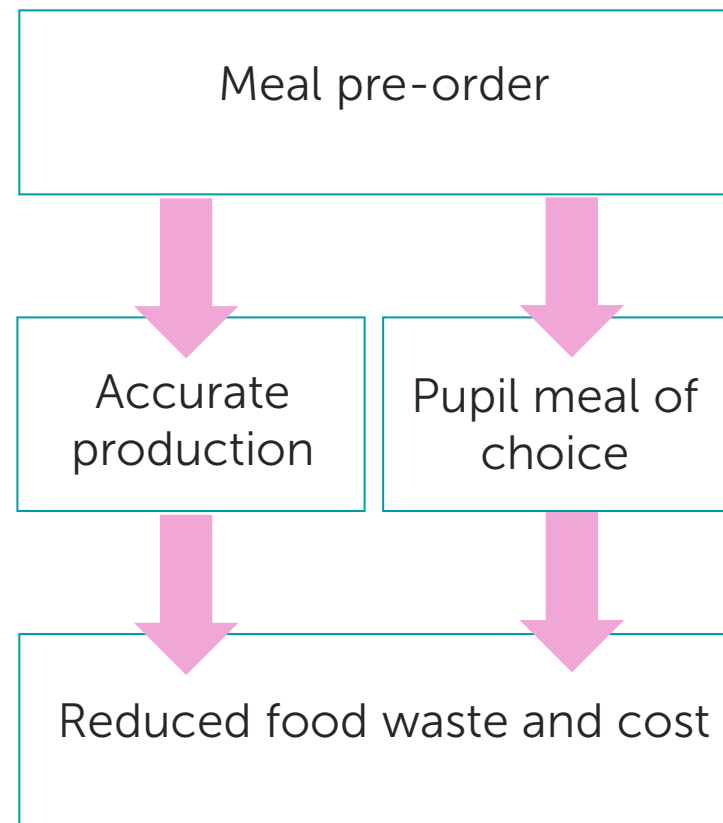 Meal pre-order
Accurate
production
Pupil meal of
choice
Reduced food waste and cost